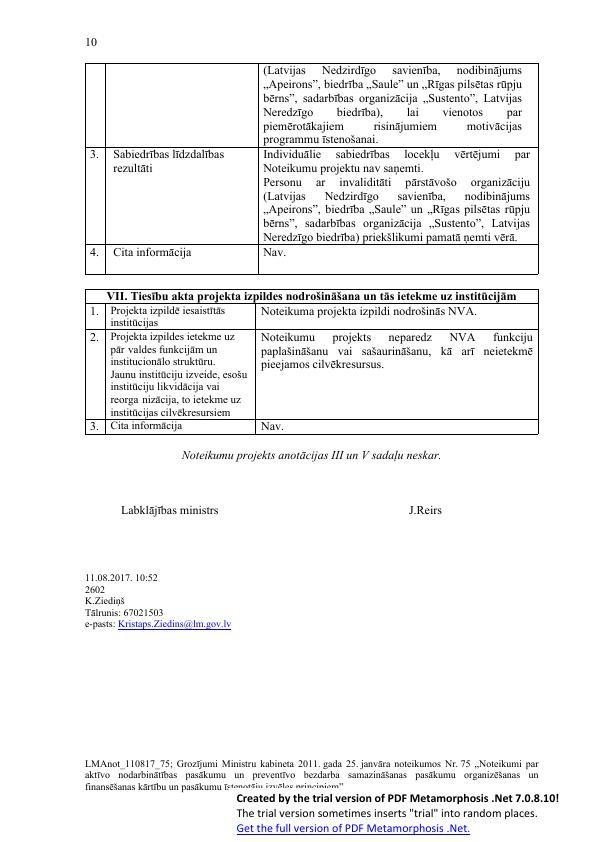 10
(Latvijas Nedzirdīgo savienība, nodibinājums
„Apeirons”, biedrība „Saule” un „Rīgas pilsētas rūpju
bērns”, sadarbības organizācija „Sustento”, Latvijas
Neredzīgo biedrība), lai vienotos par
piemērotākajiem risinājumiem motivācijas
programmu īstenošanai.
3. Sabiedrības līdzdalības
rezultāti
Individuālie sabiedrības locekļu vērtējumi par
Noteikumu projektu nav saņemti.
Personu ar invaliditāti pārstāvošo organizāciju
(Latvijas Nedzirdīgo savienība, nodibinājums
„Apeirons”, biedrība „Saule” un „Rīgas pilsētas rūpju
bērns”, sadarbības organizācija „Sustento”, Latvijas
Neredzīgo biedrība) priekšlikumi pamatā ņemti vērā.
4. Cita informācija Nav.
VII. Tiesību akta projekta izpildes nodrošināšana un tās ietekme uz institūcijām
1. Projekta izpildē iesaistītās
institūcijas
Noteikuma projekta izpildi nodrošinās NVA.
2. Projekta izpildes ietekme uz
pār valdes funkcijām un
institucionālo struktūru.
Jaunu institūciju izveide, esošu
institūciju likvidācija vai
reorga nizācija, to ietekme uz
institūcijas cilvēkresursiem
Noteikumu projekts neparedz NVA funkciju
paplašināšanu vai sašaurināšanu, kā arī neietekmē
pieejamos cilvēkresursus.
3. Cita informācija Nav.
Noteikumu projekts anotācijas III un V sadaļu neskar.
Labklājības ministrs J.Reirs
11.08.2017. 10:52
2602
K.Ziediņš
Tālrunis: 67021503
e-pasts: Kristaps.Ziedins@lm.gov.lv
LMAnot_110817_75; Grozījumi Ministru kabineta 2011. gada 25. janvāra noteikumos Nr. 75 „Noteikumi par
aktīvo nodarbinātības pasākumu un preventīvo bezdarba samazināšanas pasākumu organizēšanas un
finansēšanas kārtību un pasākumu īstenotāju izvēles principiem”
Created by the trial version of PDF Metamorphosis .Net 7.0.8.10!
The trial version sometimes inserts "trial" into random places.
Get the full version of PDF Metamorphosis .Net.